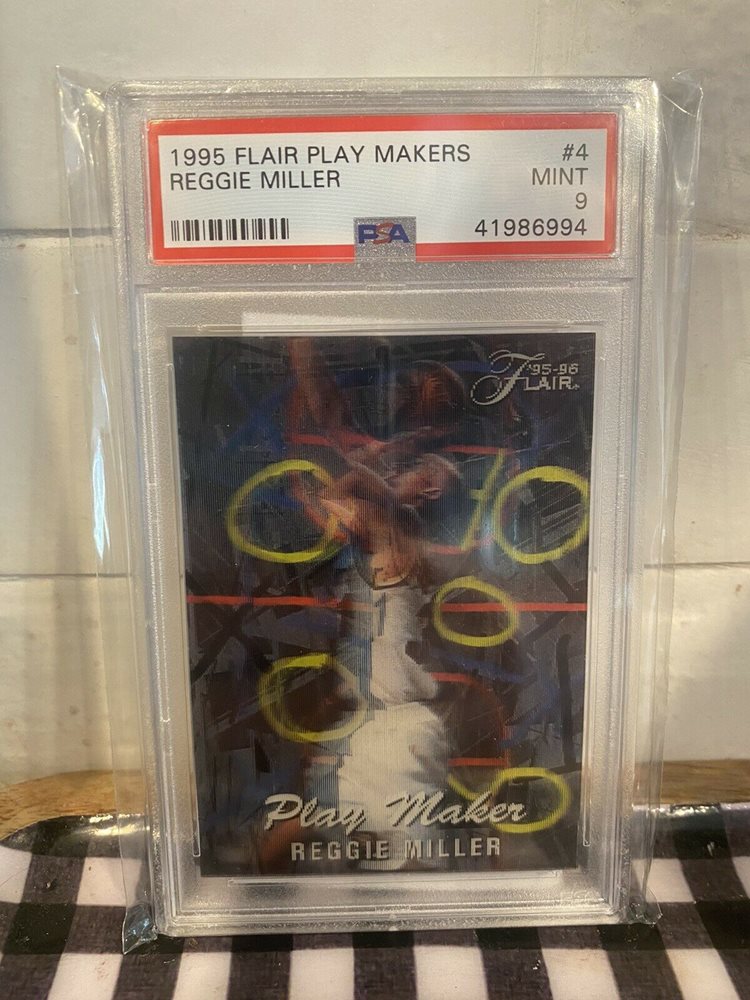 1995 FLAIR PLAY MAKERS #4
REGGIE MILLER MINT
9
PSA 41986994
'95-96
FLAIR
Play Maker
REGGIE MILLER